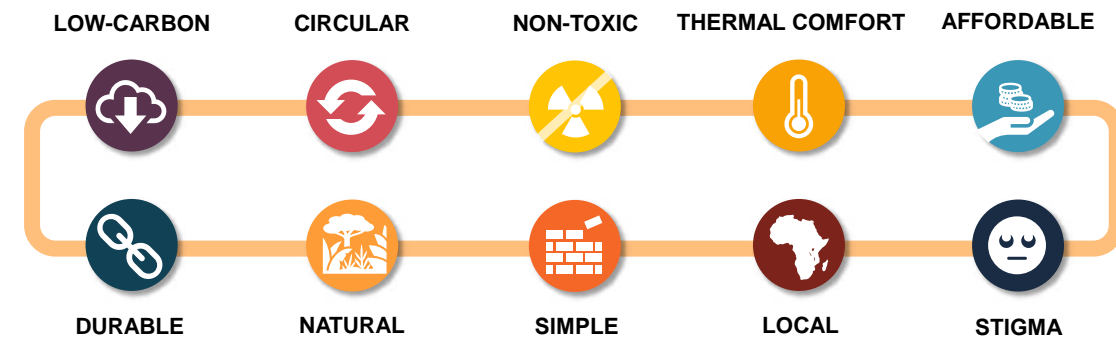 LOW-CARBON
CIRCULAR
NON-TOXIC
THERMAL COMFORT
AFFORDABLE
DURABLE
NATURAL
SIMPLE
LOCAL
STIGMA